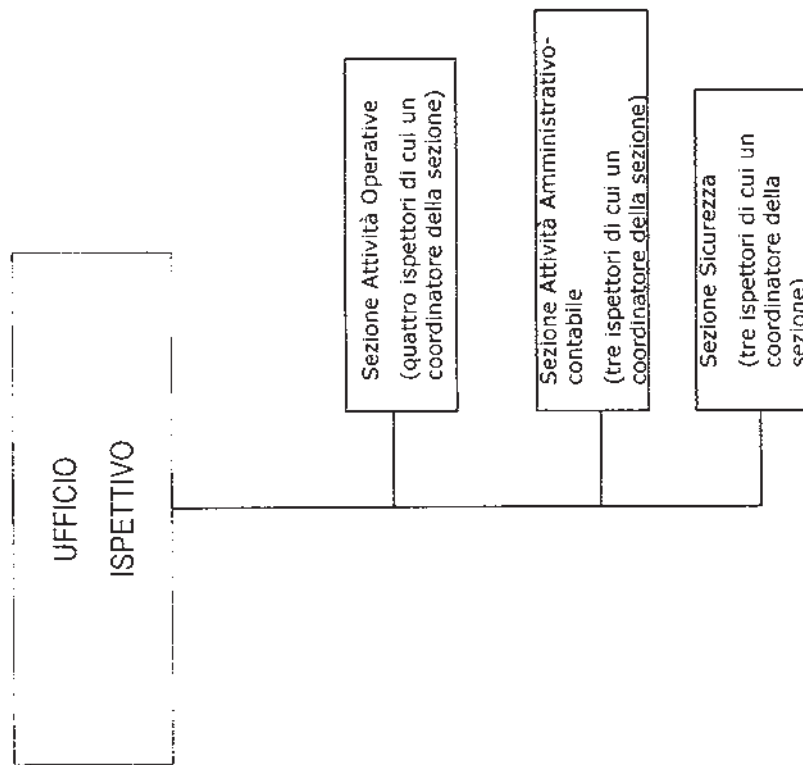 UFFICIO
ISPETTIVO
Sezione Attività Operative
(quattro ispettori di cui un
coordinatore della sezione)
Sezione Attività Amministrativo-
contabile
(tre ispettori di cui un
coordinatore della sezione)
Sezione Sicurezza
(tre ispettori di cui un
coordinatore della
sezione)